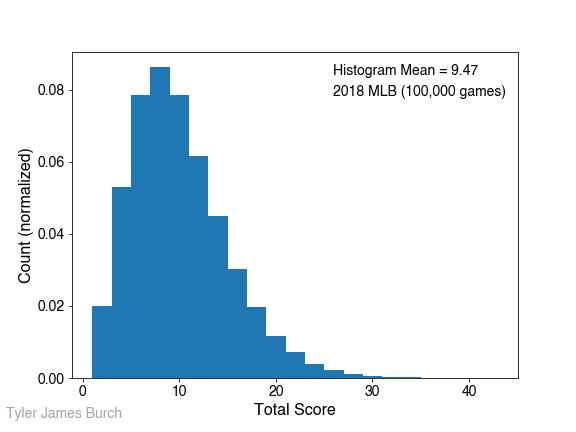 Histogram Mean = 9.47
2018 MLB (100,000 games)
Count (normalized)
0.08
0.06
0.04
0.02
0.00
0
10
20
30
40
Total Score
Tyler James Burch